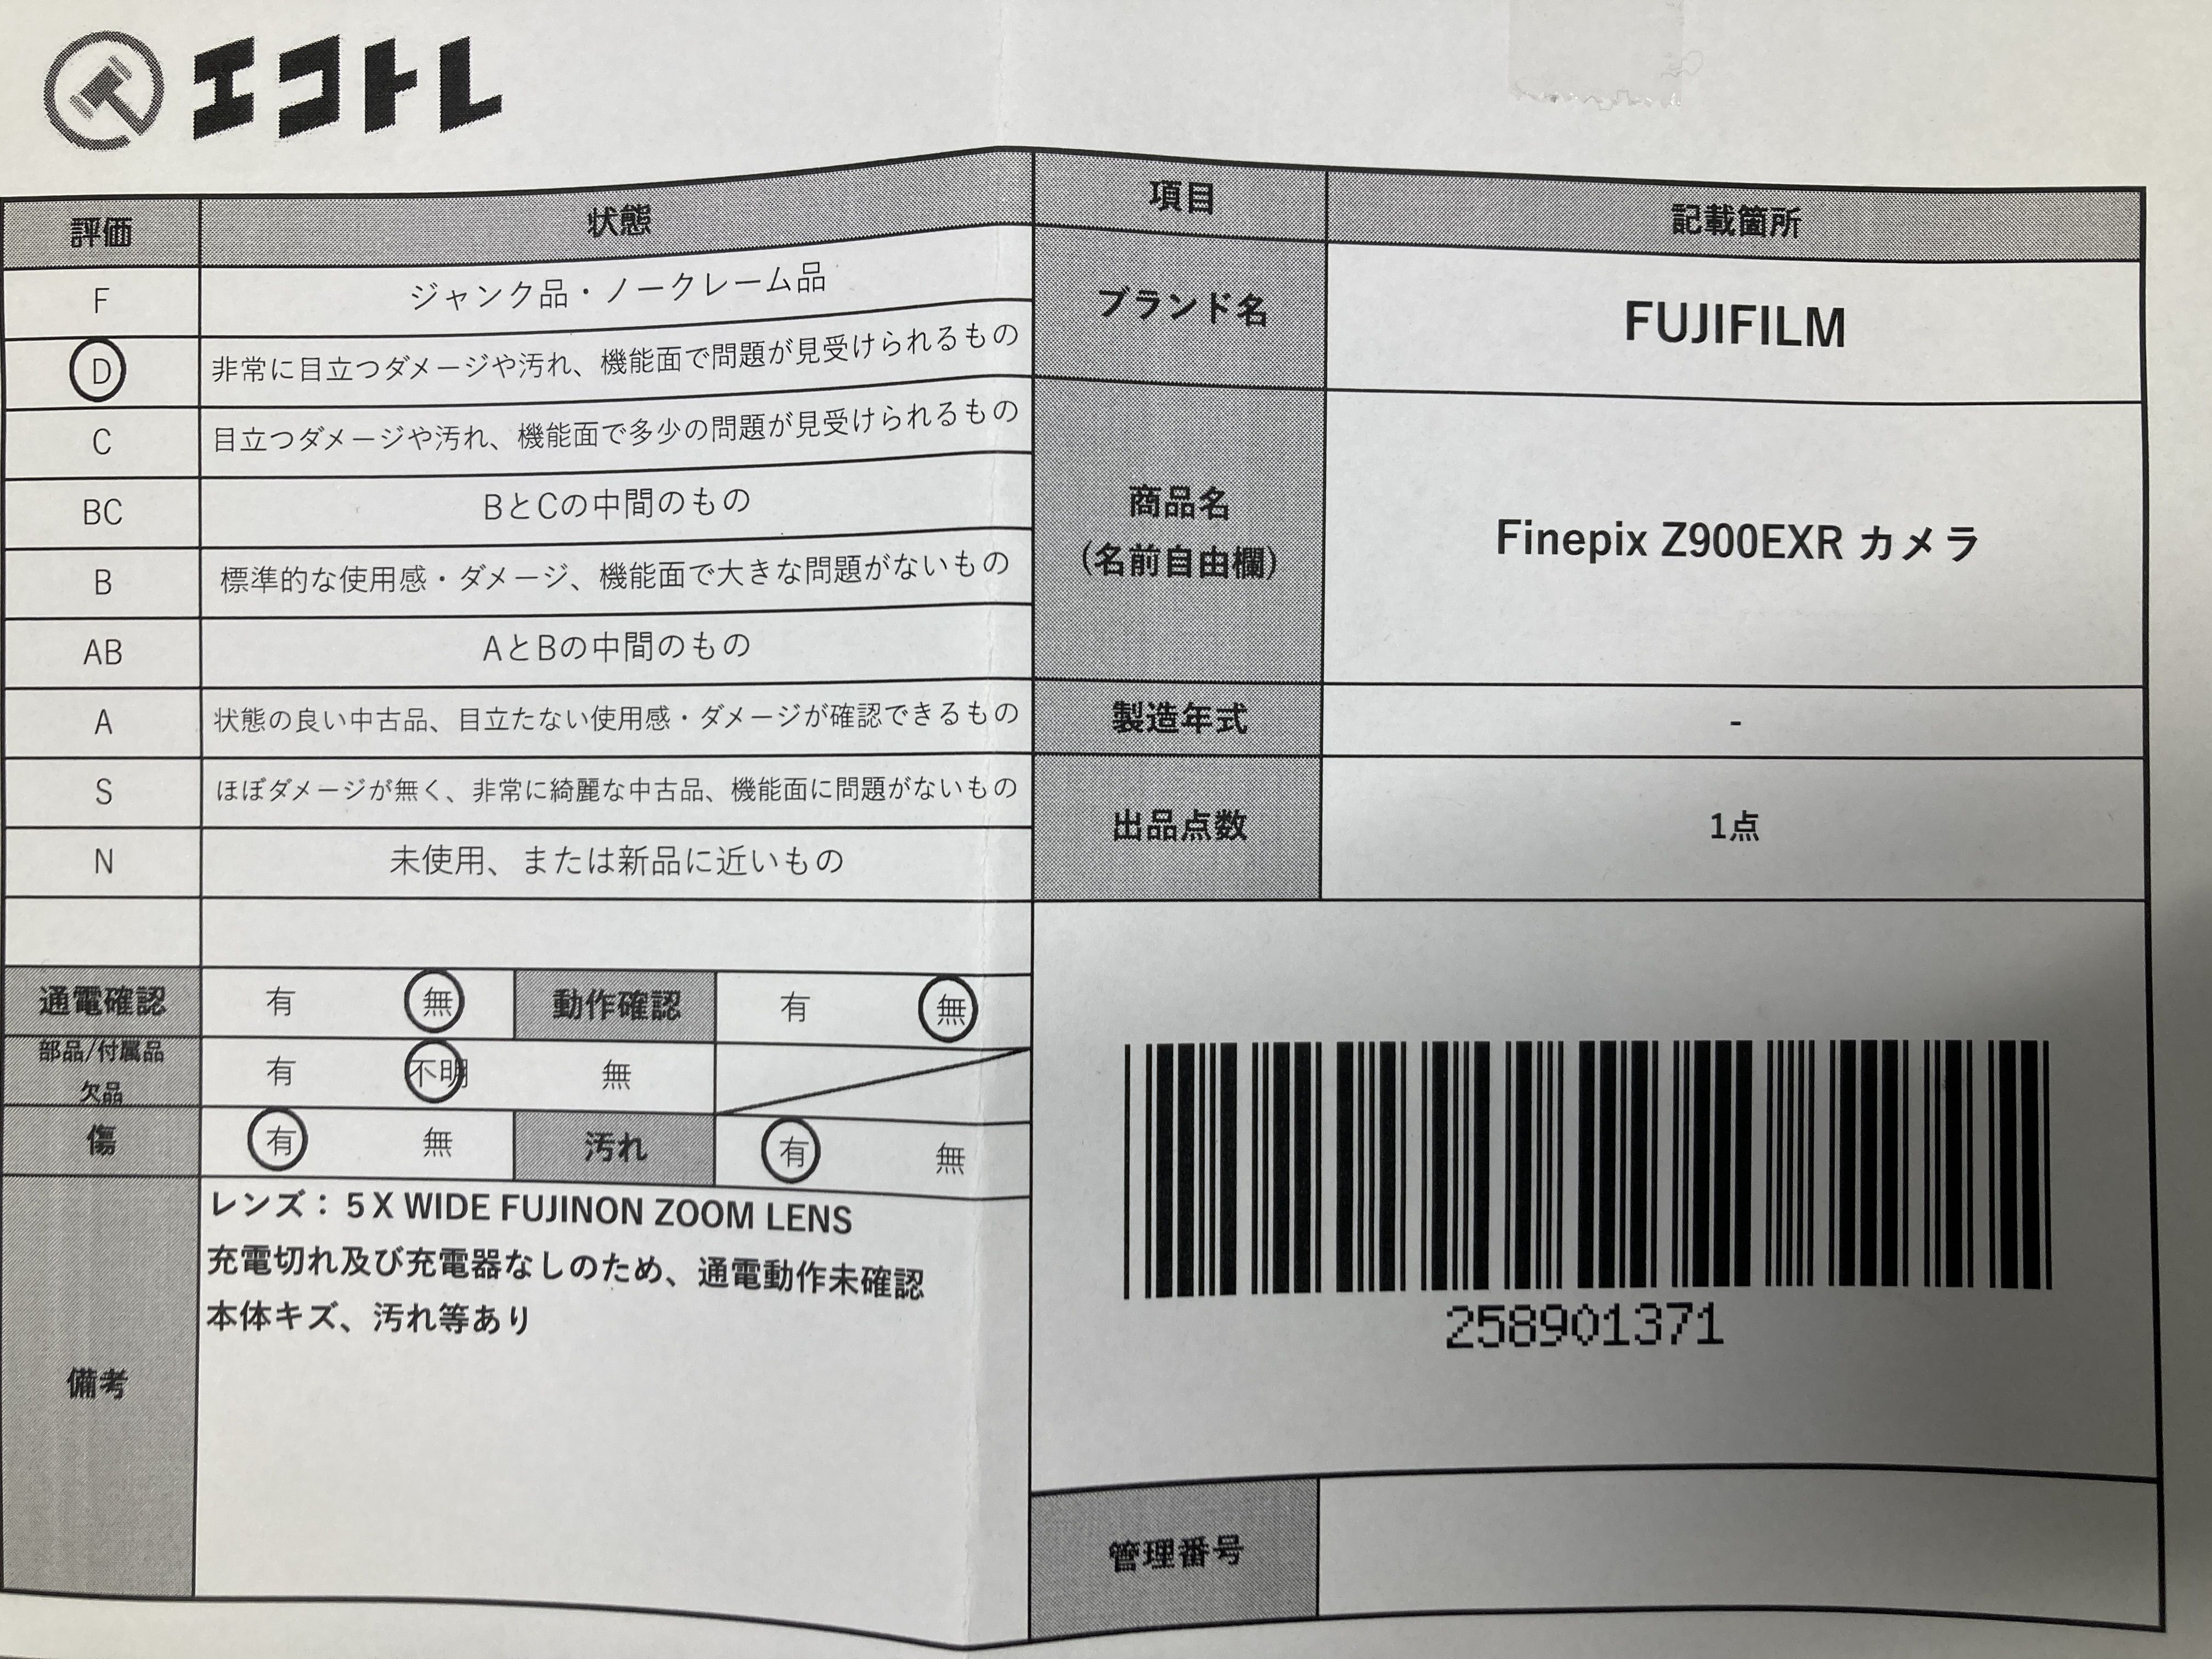 エコトレ
評価 状態
F ジャンク品・ノークレーム品
D 非常に目立つダメージや汚れ、機能面で問題が見受けられるもの
C 目立つダメージや汚れ、機能面で多少の問題が見受けられるもの
BC BとCの中間のもの
B 標準的な使用感・ダメージ、機能面で大きな問題がないもの
AB AとBの中間のもの
A 状態の良い中古品、目立たない使用感・ダメージが確認できるもの
S ほぼダメージが無く、非常に綺麗な中古品、機能面に問題がないもの
N 未使用、または新品に近いもの
通電確認 有 無 動作確認 有 無
部品/付属品
欠品 有 不明 無
傷 有 無 汚れ 有 無
備考
レンズ：５X WIDE FUJINON ZOOM LENS
充電切れ及び充電器なしのため、通電動作未確認
本体キズ、汚れ等あり
項目 記載箇所
ブランド名 FUJIFILM
商品名
(名前自由欄)
Finepix Z900EXR カメラ
製造年式 -
出品点数 1点
258901371
管理番号